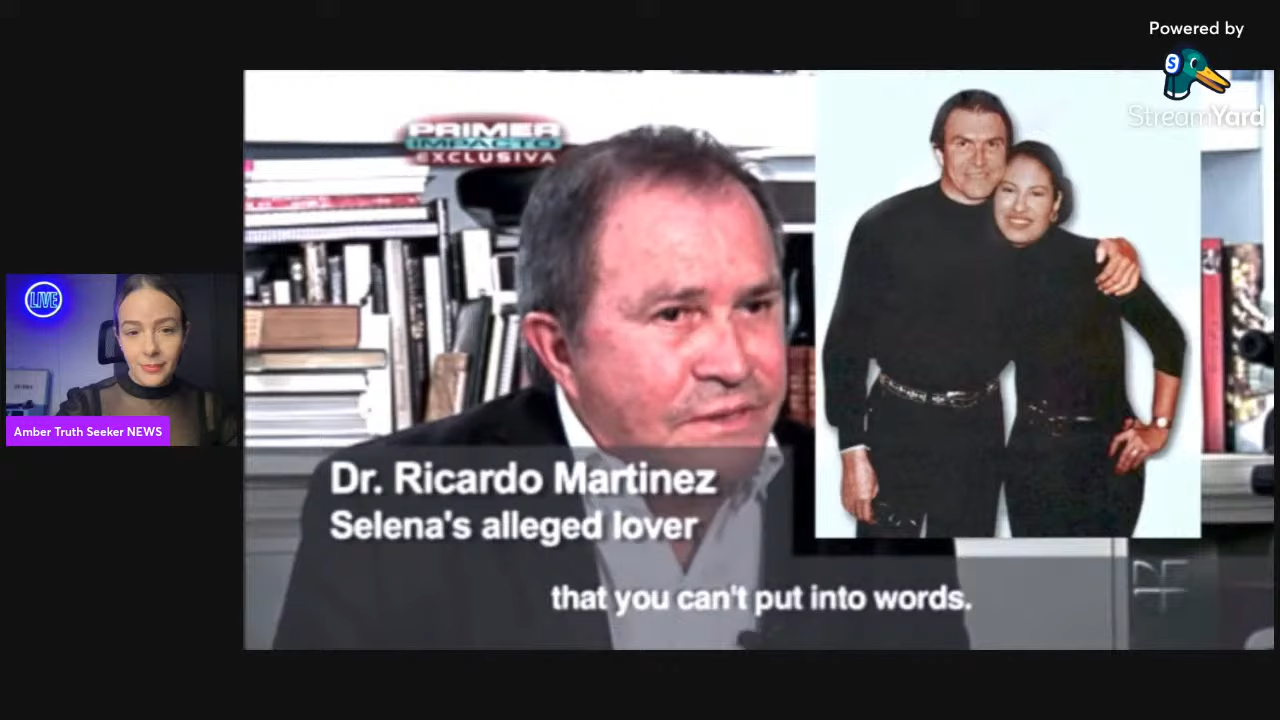 Powered by
StreamYard
PRIMER
IMPACTO
EXCLUSIVA
LIVE
Amber Truth Seeker NEWS
Dr. Ricardo Martinez
Selena's alleged lover
that you can't put into words.